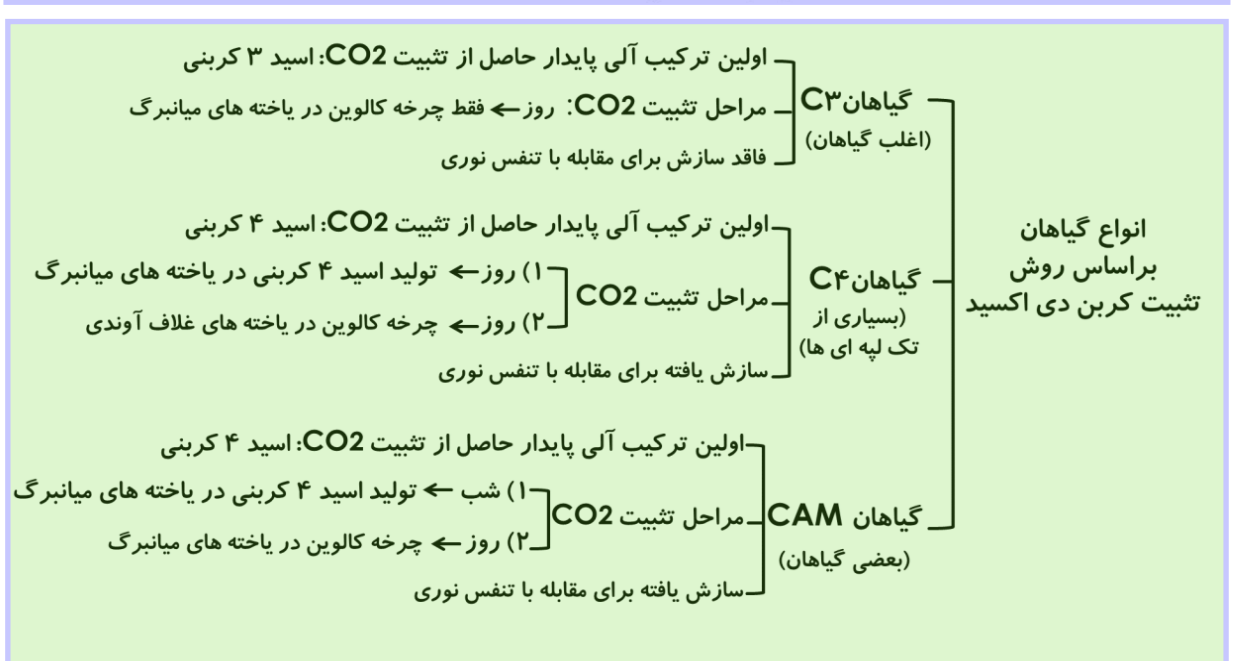 انواع گیاهان
براساس روش
تثبیت کربن دی اکسید
گیاهان C۳
(اغلب گیاهان)
اولین ترکیب آلی پایدار حاصل از تثبیت CO2: اسید ۳ کربنی
مراحل تثبیت CO2: روز ← فقط چرخه کالوین در یاخته های میانبرگ
فاقد سازش برای مقابله با تنفس نوری
گیاهان C۴
(بسیاری از
تک لپه ای ها)
اولین ترکیب آلی پایدار حاصل از تثبیت CO2: اسید ۴ کربنی
مراحل تثبیت CO2
۱) روز ← تولید اسید ۴ کربنی در یاخته های میانبرگ
۲) روز ← چرخه کالوین در یاخته های غلاف آوندی
سازش یافته برای مقابله با تنفس نوری
گیاهان CAM
(بعضی گیاهان)
اولین ترکیب آلی پایدار حاصل از تثبیت CO2: اسید ۴ کربنی
مراحل تثبیت CO2
۱) شب ← تولید اسید ۴ کربنی در یاخته های میانبرگ
۲) روز ← چرخه کالوین در یاخته های میانبرگ
سازش یافته برای مقابله با تنفس نوری